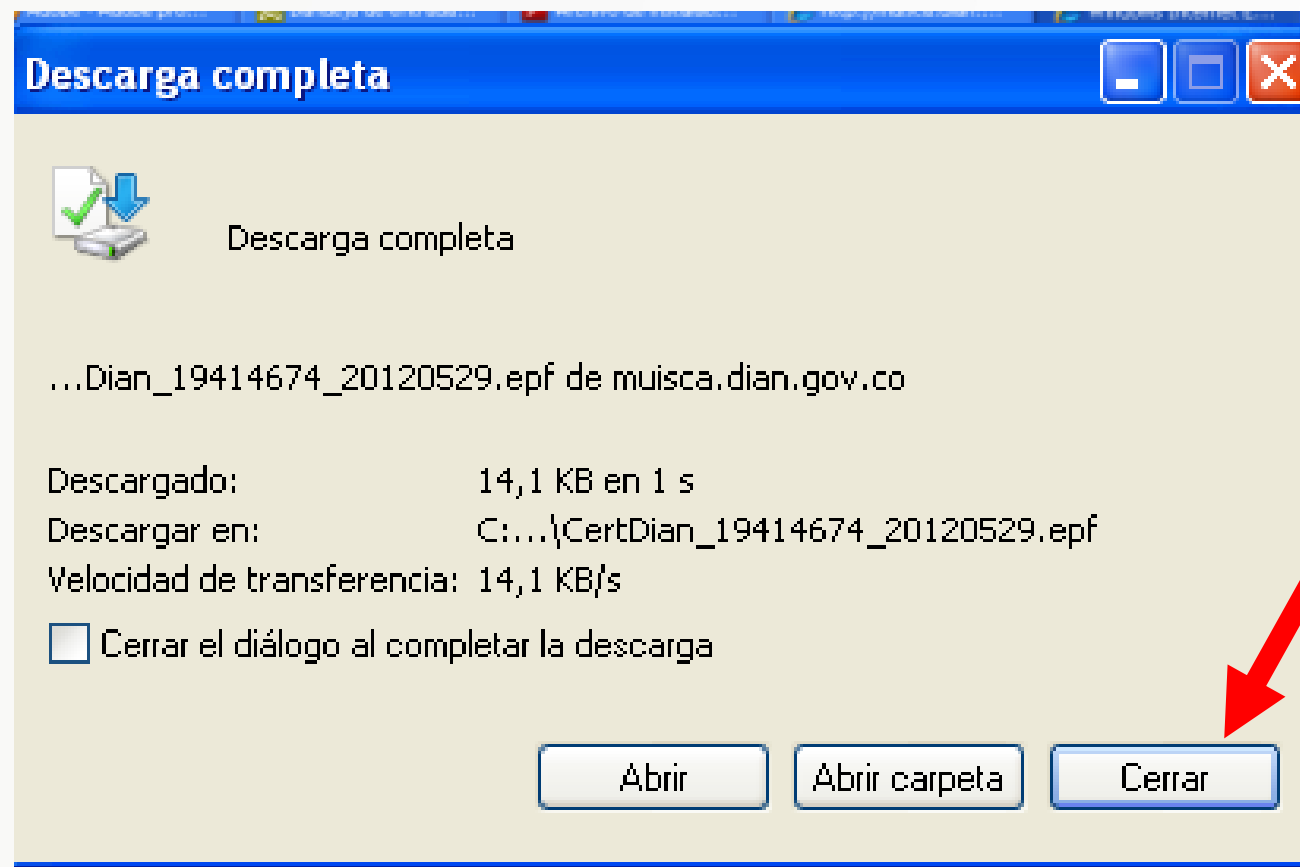 Descarga completa
Descarga completa
...Dian_19414674_20120529.epf de muisca.dian.gov.co
Descargado: 14,1 KB en 1 s
Descargar en: C:...\CertDian_19414674_20120529.epf
Velocidad de transferencia: 14,1 KB/s
Cerrar el diálogo al completar la descarga
Abrir Abrir carpeta Cerrar